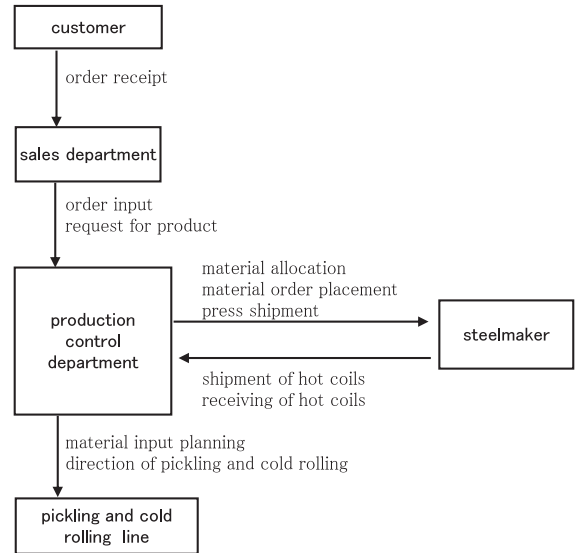 customer
order receipt
sales department
order input
request for product
material allocation
material order placement
press shipment
production
control
department
steelmaker
shipment of hot coils
receiving of hot coils
material input planning
direction of pickling and cold rolling
pickling and cold
rolling line